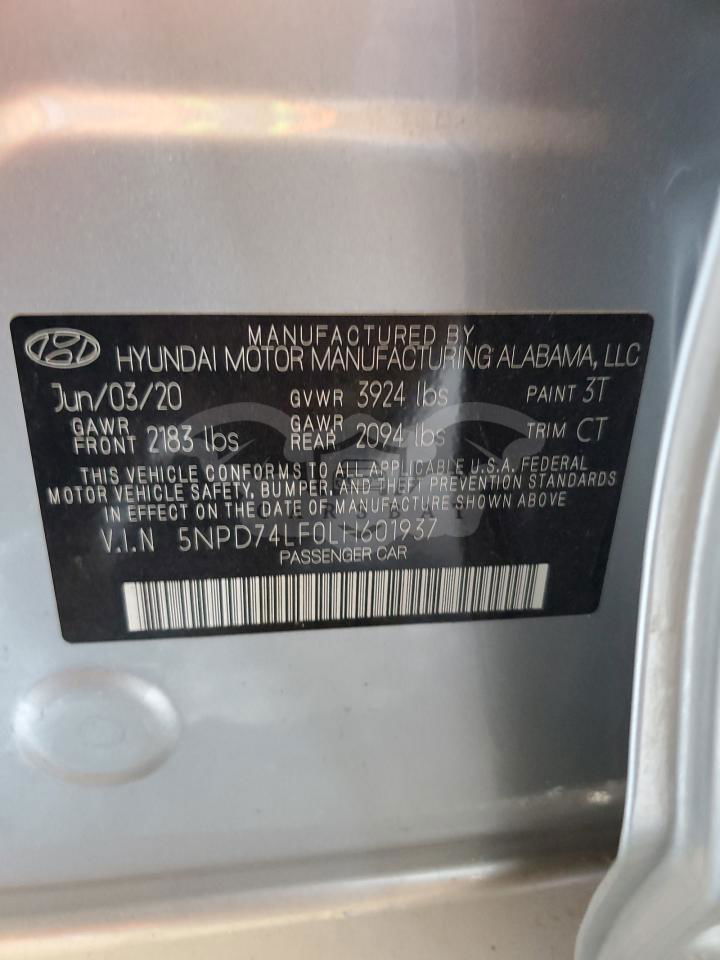 MANUFACTURED BY
HYUNDAI MOTOR MANUFACTURING ALABAMA, LLC
Jun/03/20 GVWR 3924 lbs PAINT 3T
GAWR FRONT 2183 lbs GAWR REAR 2094 lbs TRIM CT
THIS VEHICLE CONFORMS TO ALL APPLICABLE U.S.A. FEDERAL
MOTOR VEHICLE SAFETY, BUMPER, AND THEFT PREVENTION STANDARDS
IN EFFECT ON THE DATE OF MANUFACTURE SHOWN ABOVE
V.I.N 5NPD74LF0LH601937
PASSENGER CAR